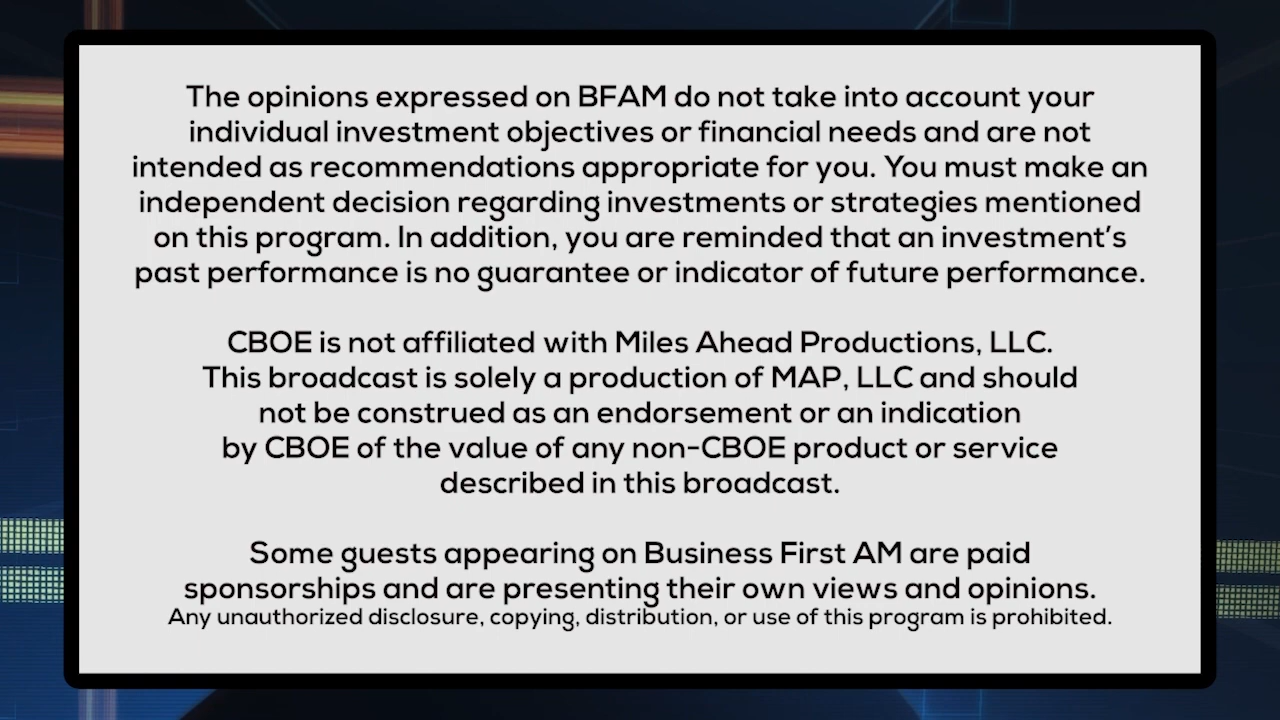 The opinions expressed on BFAM do not take into account your
individual investment objectives or financial needs and are not
intended as recommendations appropriate for you. You must make an
independent decision regarding investments or strategies mentioned
on this program. In addition, you are reminded that an investment’s
past performance is no guarantee or indicator of future performance.
CBOE is not affiliated with Miles Ahead Productions, LLC.
This broadcast is solely a production of MAP, LLC and should
not be construed as an endorsement or an indication
by CBOE of the value of any non-CBOE product or service
described in this broadcast.
Some guests appearing on Business First AM are paid
sponsorships and are presenting their own views and opinions.
Any unauthorized disclosure, copying, distribution, or use of this program is prohibited.